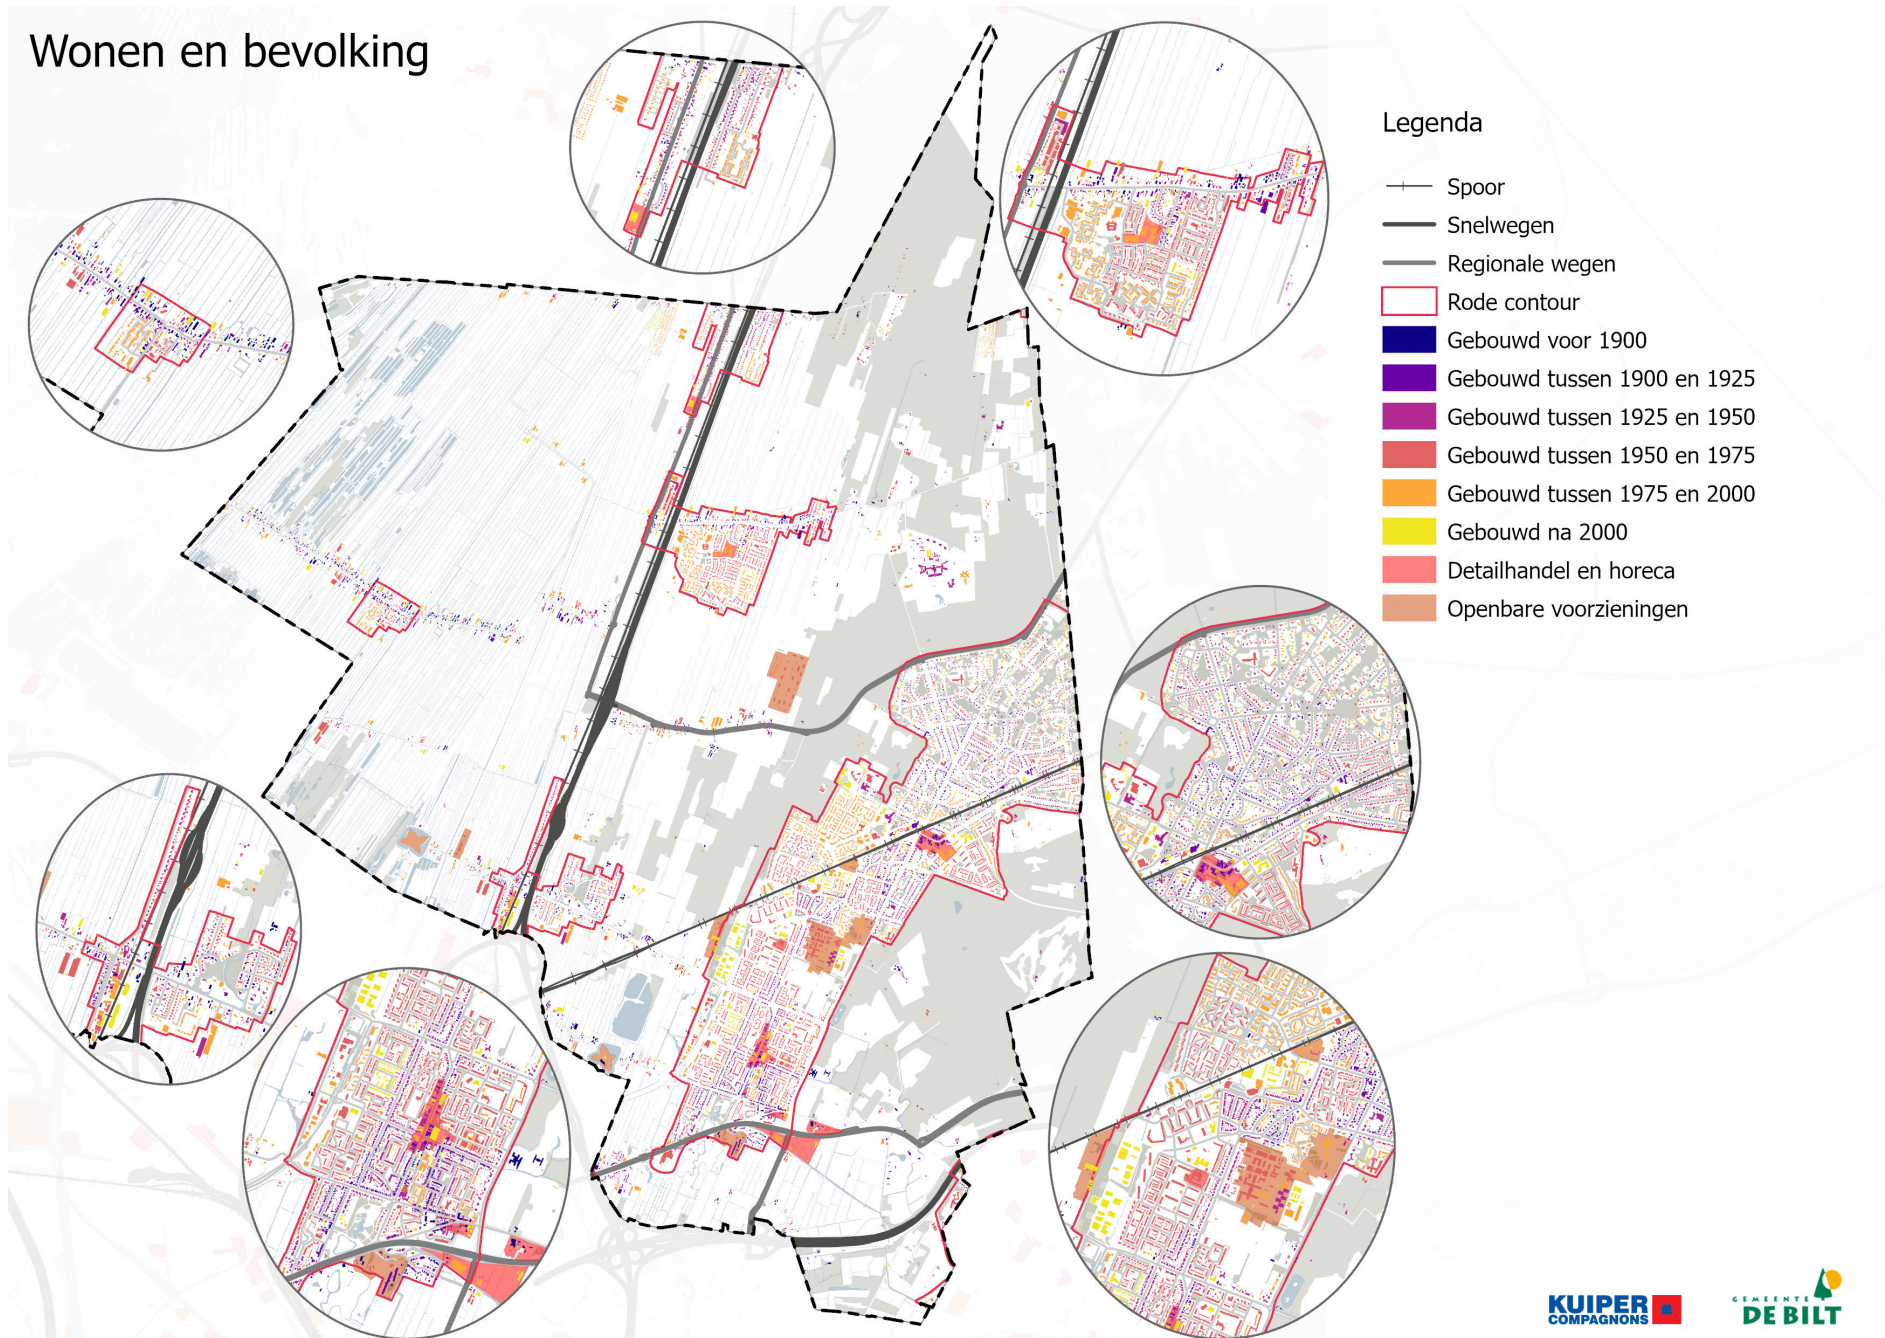 Wonen en bevolking
Legenda
Spoor
Snelwegen
Regionale wegen
Rode contour
Gebouwd voor 1900
Gebouwd tussen 1900 en 1925
Gebouwd tussen 1925 en 1950
Gebouwd tussen 1950 en 1975
Gebouwd tussen 1975 en 2000
Gebouwd na 2000
Detailhandel en horeca
Openbare voorzieningen
KUIPER
COMPAGNONS
GEMEENTE
DE BILT